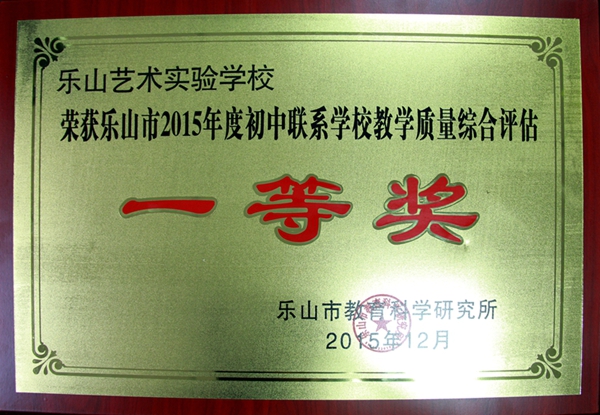 乐山艺术实验学校
荣获乐山市2015年度初中联系学校教学质量综合评估
一等奖
乐山市教育科学研究所
2015年12月